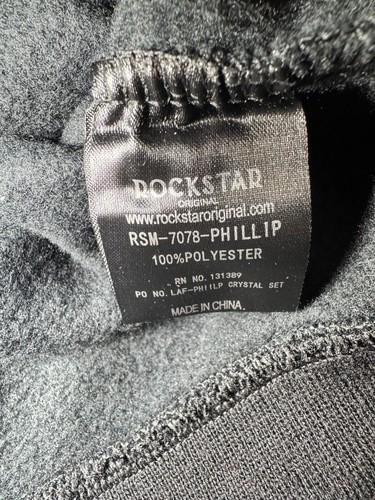 ROCKSTAR
ORIGINAL
www.rockstaroriginal.com
RSM-7078-PHILLIP
100%POLYESTER
RN NO. 131389
PO NO. LAF-PHIILP CRYSTAL SET
MADE IN CHINA.